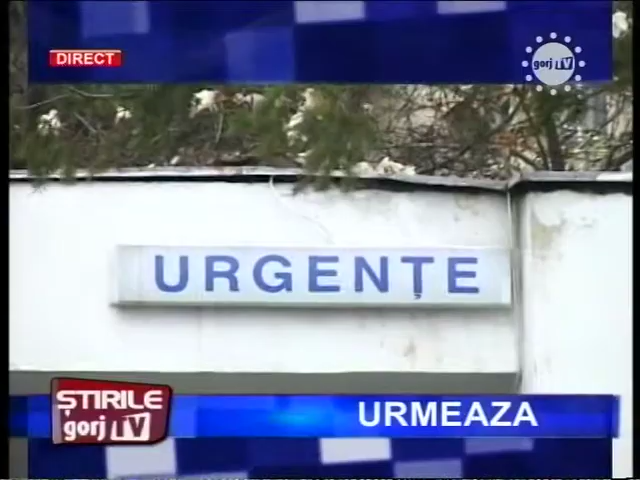 DIRECT
gorj TV
URGENȚE
ȘTIRILE
gorj TV
URMEAZA